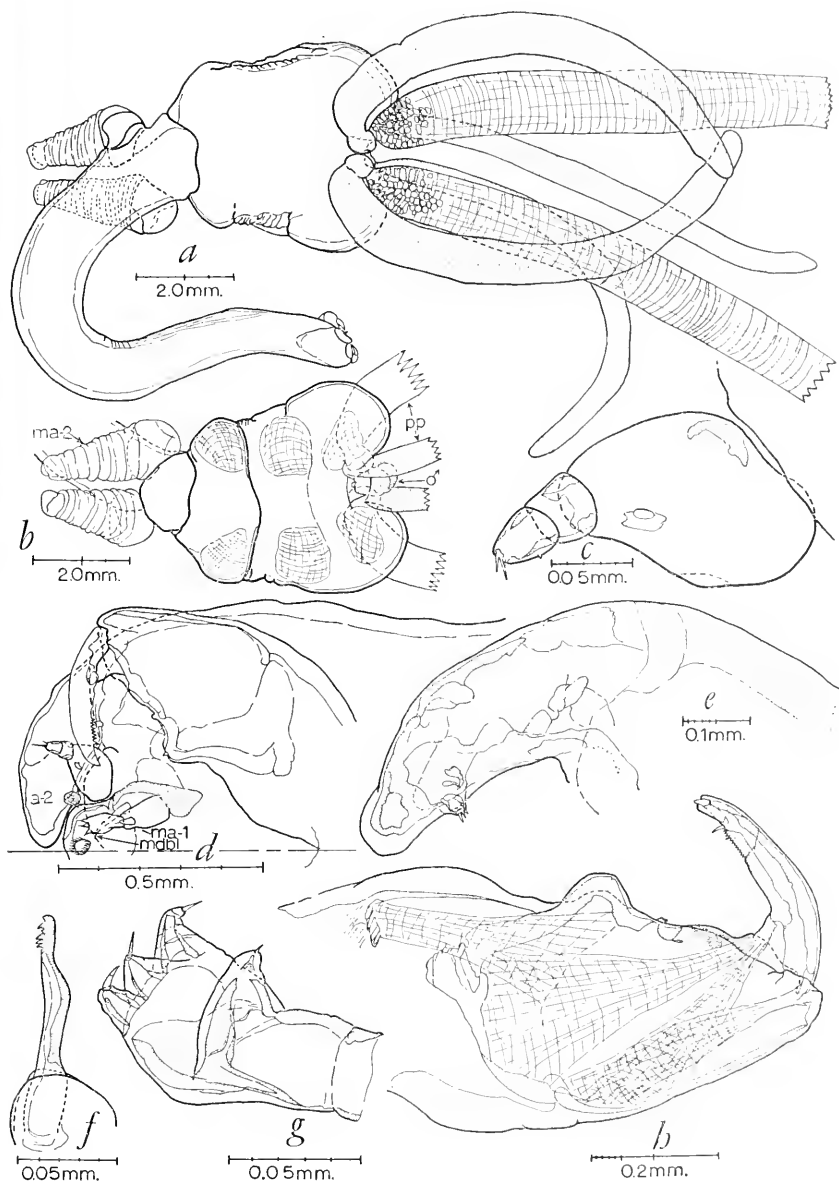 a
2.0mm.
ma-2
pp
♂
b
2.0mm.
c
0.05mm.
e
0.1mm.
a-2
ma-1
mdbl
d
0.5mm.
f
0.05mm.
g
0.05mm.
h
0.2mm.